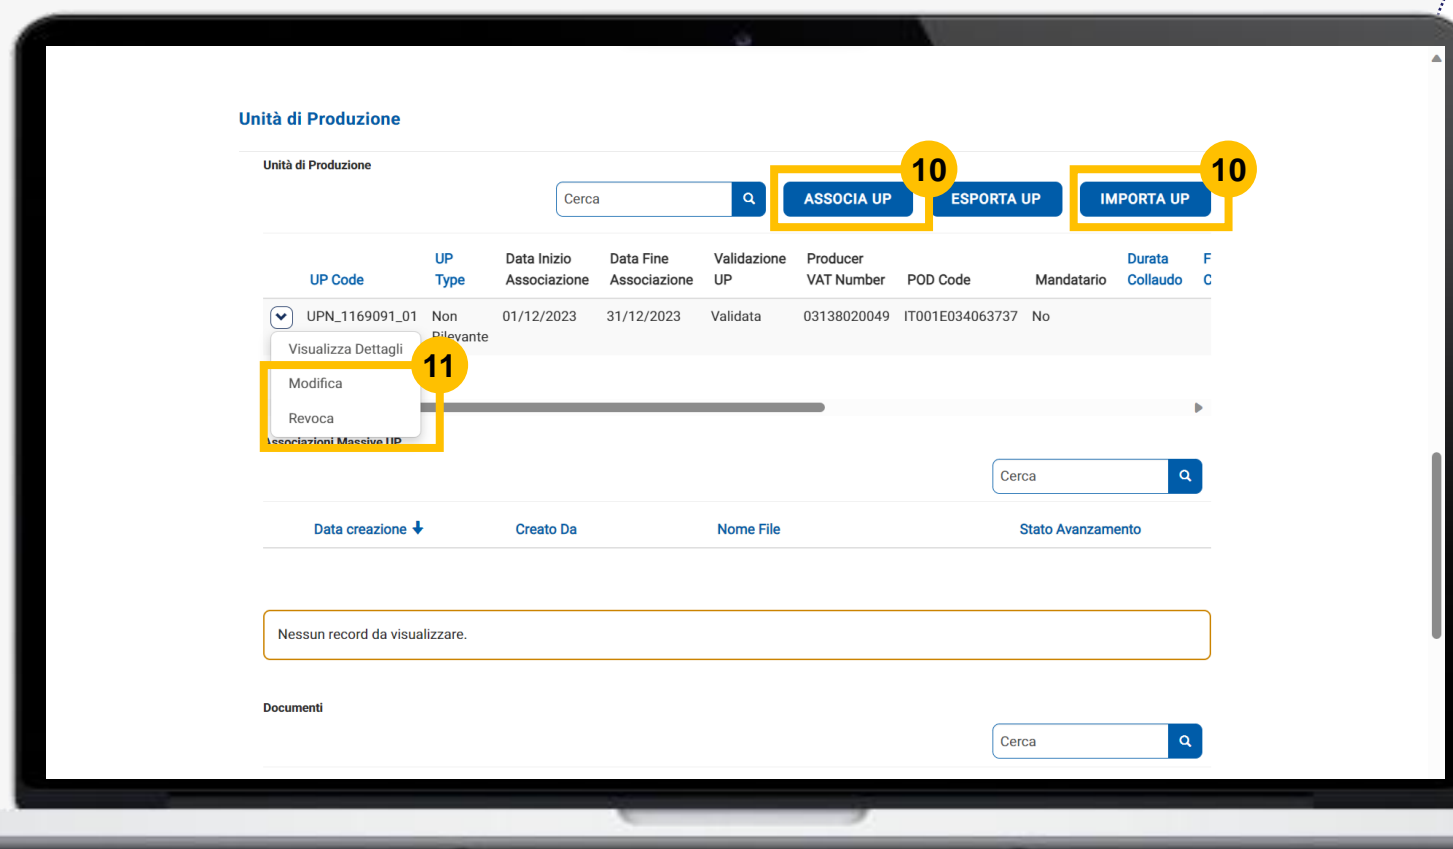 Unità di Produzione
Unità di Produzione
10
10
Cerca
ASSOCIA UP
ESPORTA UP
IMPORTA UP
UP Code
UP Type
Data Inizio Associazione
Data Fine Associazione
Validazione UP
Producer VAT Number
POD Code
Mandatario
Durata Collaudo
F
C
UPN_1169091_01
Non Rilevante
01/12/2023
31/12/2023
Validata
03138020049
IT001E034063737
No
Visualizza Dettagli
11
Modifica
Revoca
Associazioni Massive UP
Cerca
Data creazione
Creato Da
Nome File
Stato Avanzamento
Nessun record da visualizzare.
Documenti
Cerca